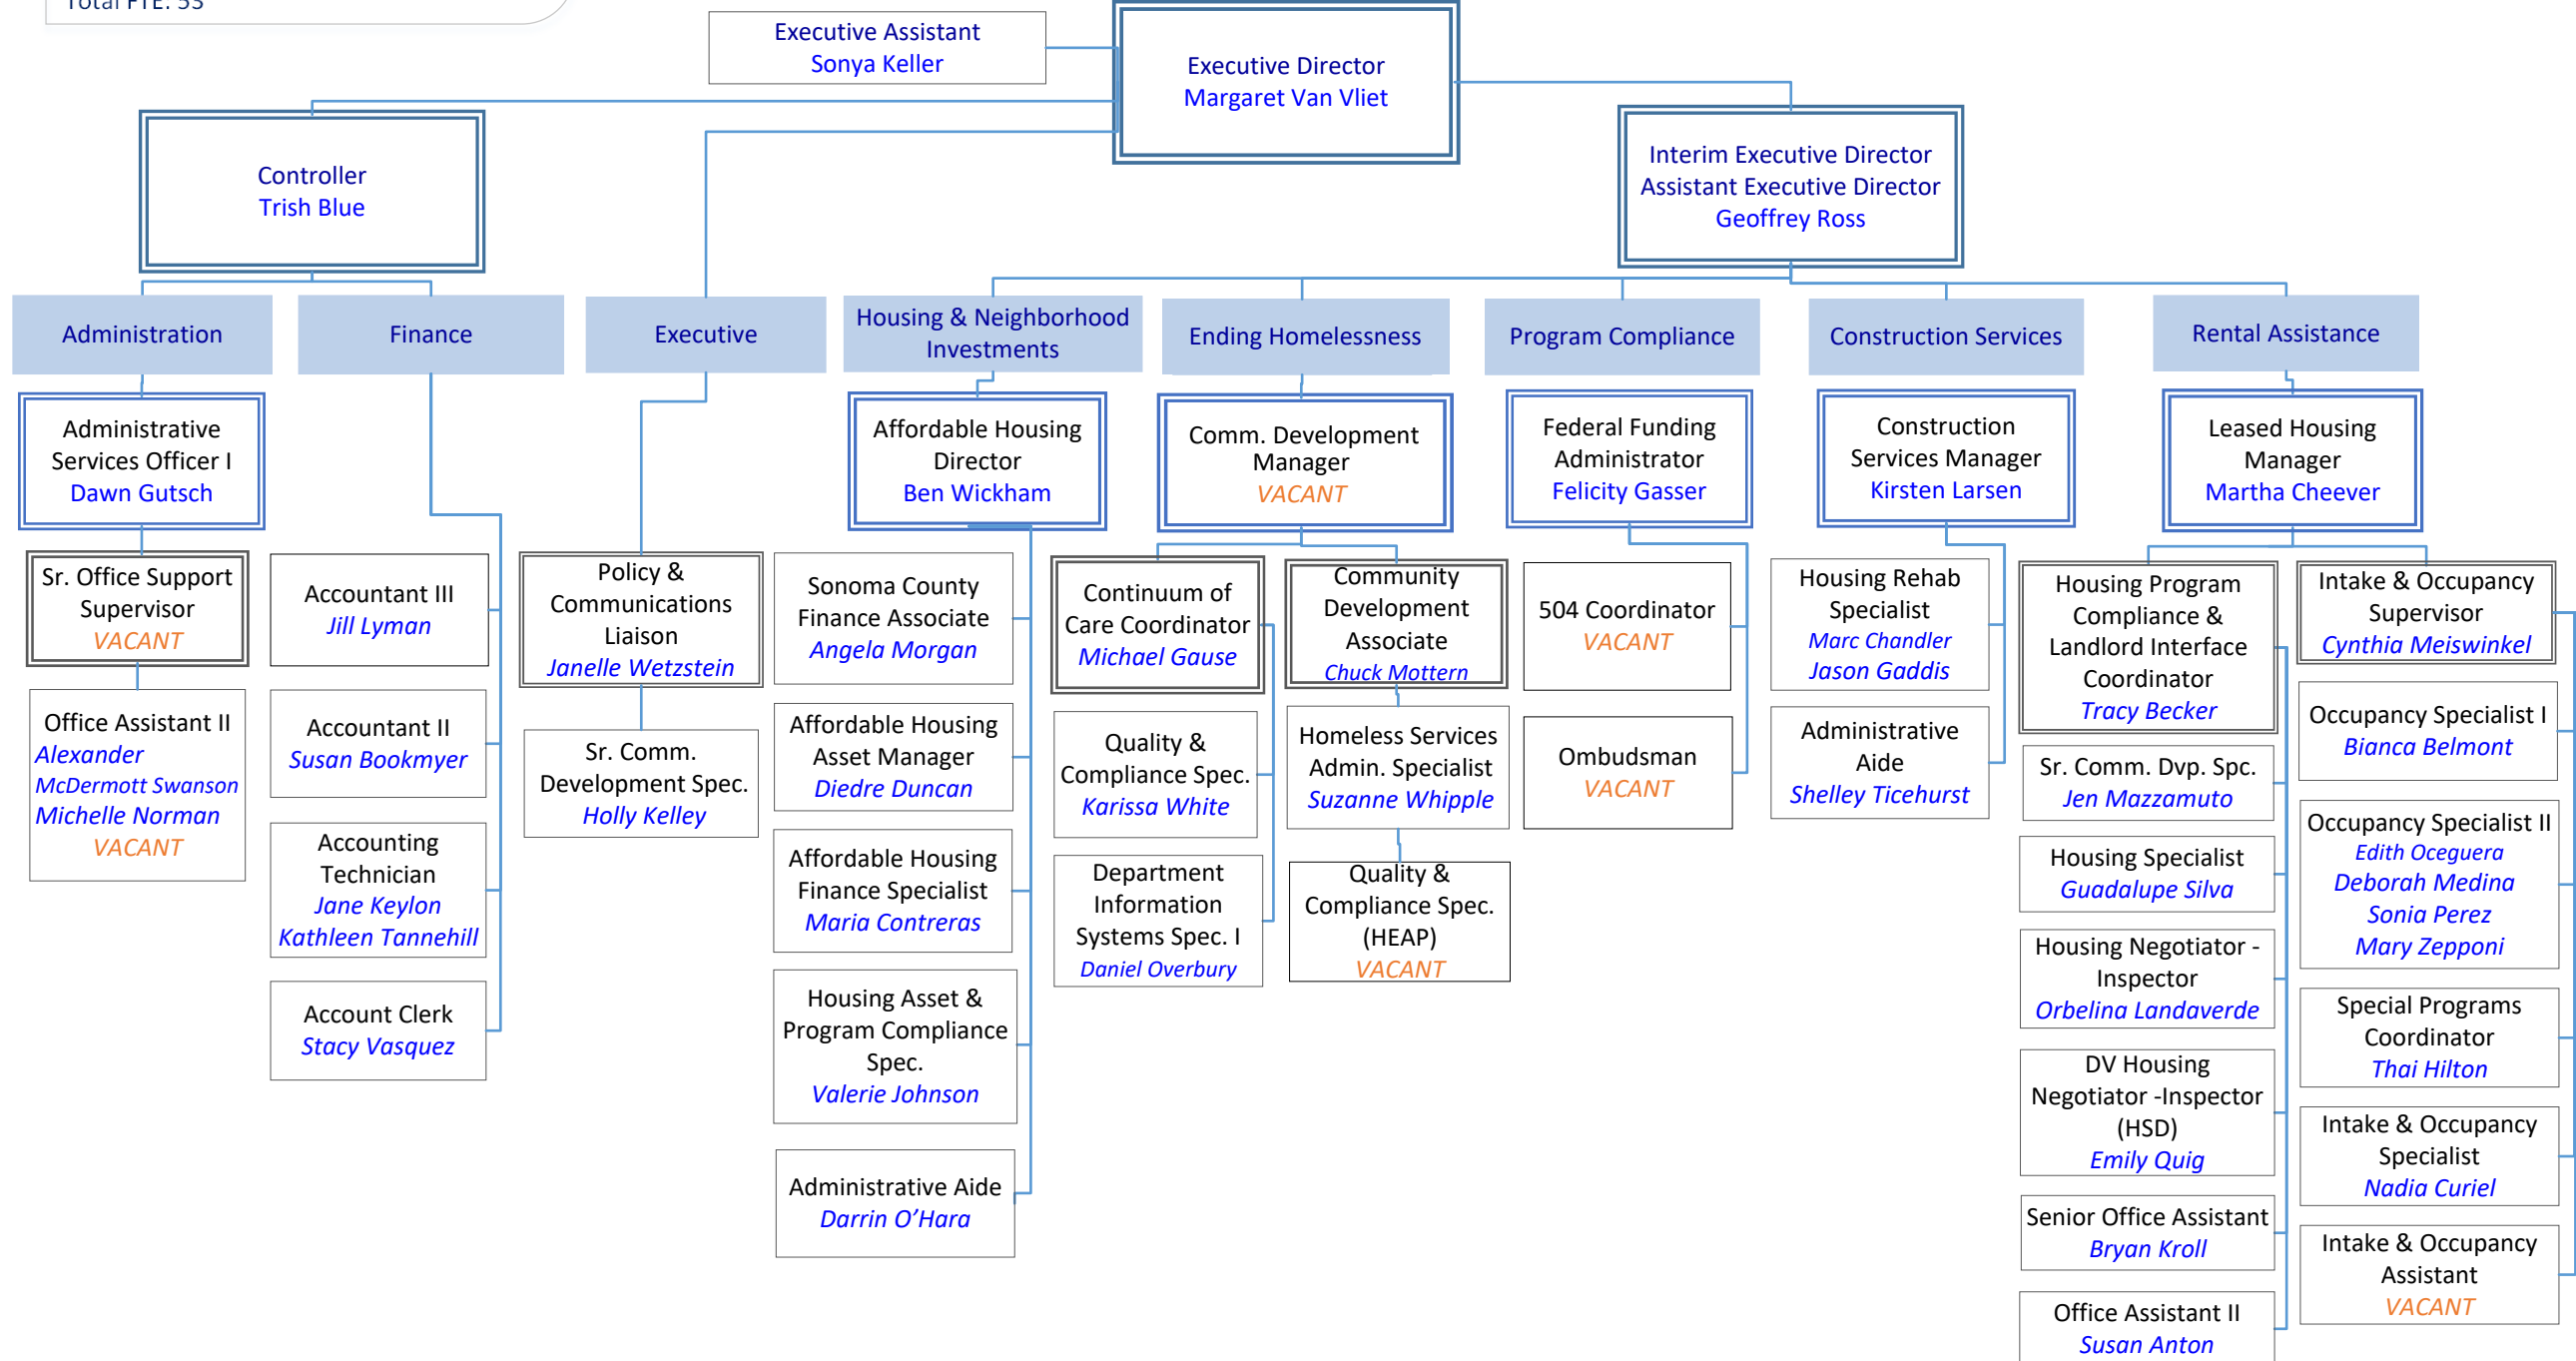 Total FTE: 53
Executive Assistant
Sonya Keller
Executive Director
Margaret Van Vliet
Controller
Trish Blue
Interim Executive Director
Assistant Executive Director
Geoffrey Ross
Administration
Finance
Executive
Housing & Neighborhood
Investments
Ending Homelessness
Program Compliance
Construction Services
Rental Assistance
Administrative
Services Officer I
Dawn Gutsch
Sr. Office Support
Supervisor
VACANT
Office Assistant II
Alexander
McDermott Swanson
Michelle Norman
VACANT
Accountant III
Jill Lyman
Accountant II
Susan Bookmyer
Accounting
Technician
Jane Keylon
Kathleen Tannehill
Account Clerk
Stacy Vasquez
Policy &
Communications
Liaison
Janelle Wetzstein
Sr. Comm.
Development Spec.
Holly Kelley
Affordable Housing
Director
Ben Wickham
Sonoma County
Finance Associate
Angela Morgan
Affordable Housing
Asset Manager
Diedre Duncan
Affordable Housing
Finance Specialist
Maria Contreras
Housing Asset &
Program Compliance
Spec.
Valerie Johnson
Administrative Aide
Darrin O’Hara
Comm. Development
Manager
VACANT
Continuum of
Care Coordinator
Michael Gause
Quality &
Compliance Spec.
Karissa White
Department
Information
Systems Spec. I
Daniel Overbury
Community
Development
Associate
Chuck Mottern
Homeless Services
Admin. Specialist
Suzanne Whipple
Quality &
Compliance Spec.
(HEAP)
VACANT
Federal Funding
Administrator
Felicity Gasser
504 Coordinator
VACANT
Ombudsman
VACANT
Construction
Services Manager
Kirsten Larsen
Housing Rehab
Specialist
Marc Chandler
Jason Gaddis
Administrative
Aide
Shelley Ticehurst
Leased Housing
Manager
Martha Cheever
Housing Program
Compliance &
Landlord Interface
Coordinator
Tracy Becker
Sr. Comm. Dvp. Spc.
Jen Mazzamuto
Housing Specialist
Guadalupe Silva
Housing Negotiator -
Inspector
Orbelina Landaverde
DV Housing
Negotiator -Inspector
(HSD)
Emily Quig
Senior Office Assistant
Bryan Kroll
Office Assistant II
Susan Anton
Intake & Occupancy
Supervisor
Cynthia Meiswinkel
Occupancy Specialist I
Bianca Belmont
Occupancy Specialist II
Edith Oceguera
Deborah Medina
Sonia Perez
Mary Zepponi
Special Programs
Coordinator
Thai Hilton
Intake & Occupancy
Specialist
Nadia Curiel
Intake & Occupancy
Assistant
VACANT